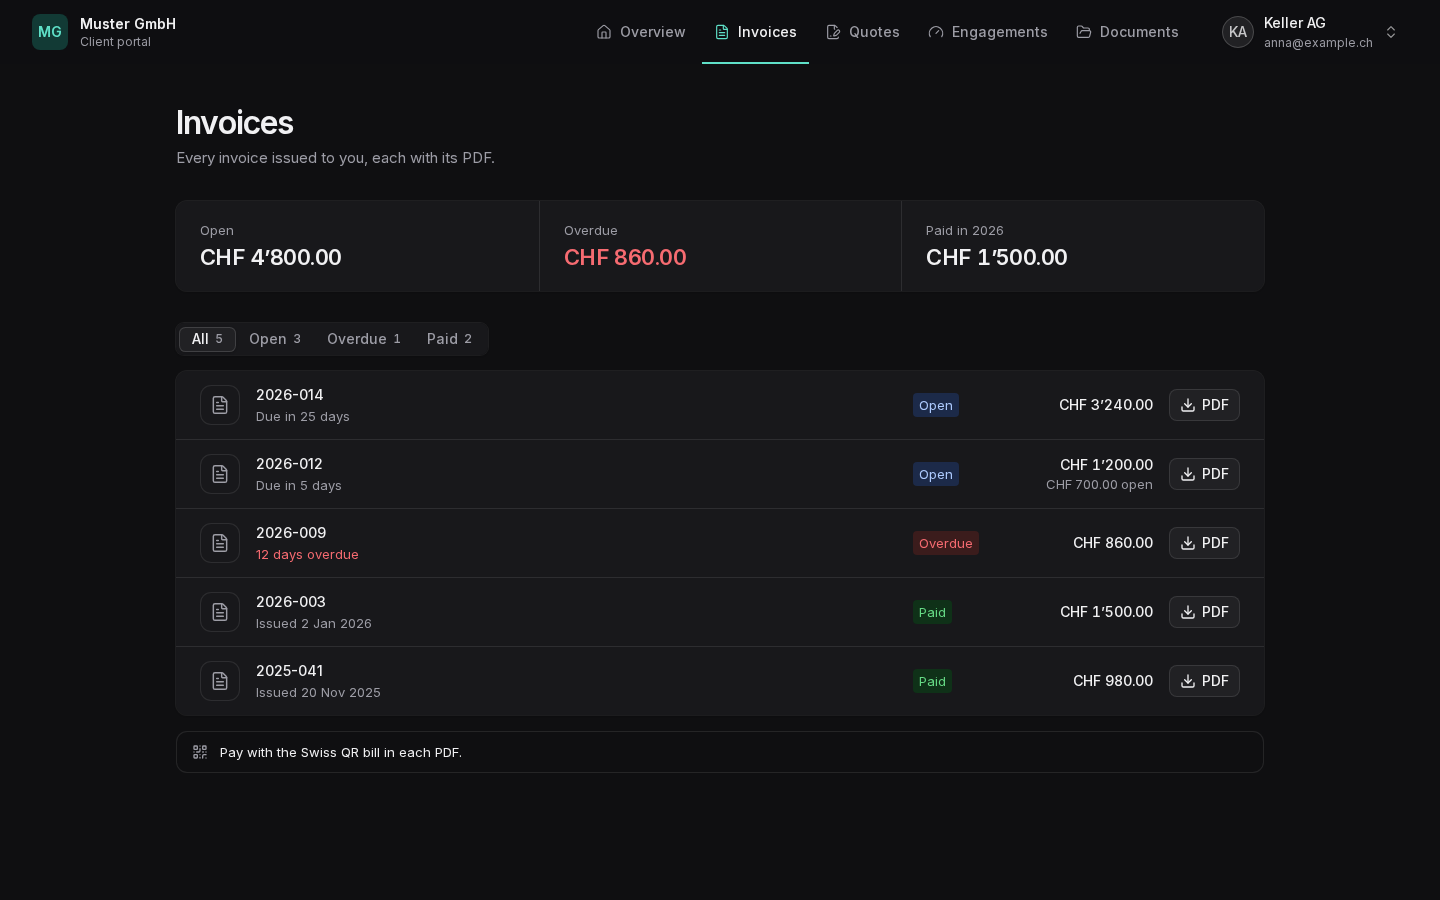 MG
Muster GmbH
Client portal
Overview
Invoices
Quotes
Engagements
Documents
KA
Keller AG
anna@example.ch
Invoices
Every invoice issued to you, each with its PDF.
Open
CHF 4’800.00
Overdue
CHF 860.00
Paid in 2026
CHF 1’500.00
All 5
Open 3
Overdue 1
Paid 2
2026-014
Due in 25 days
Open
CHF 3’240.00
PDF
2026-012
Due in 5 days
Open
CHF 1’200.00
CHF 700.00 open
PDF
2026-009
12 days overdue
Overdue
CHF 860.00
PDF
2026-003
Issued 2 Jan 2026
Paid
CHF 1’500.00
PDF
2025-041
Issued 20 Nov 2025
Paid
CHF 980.00
PDF
Pay with the Swiss QR bill in each PDF.